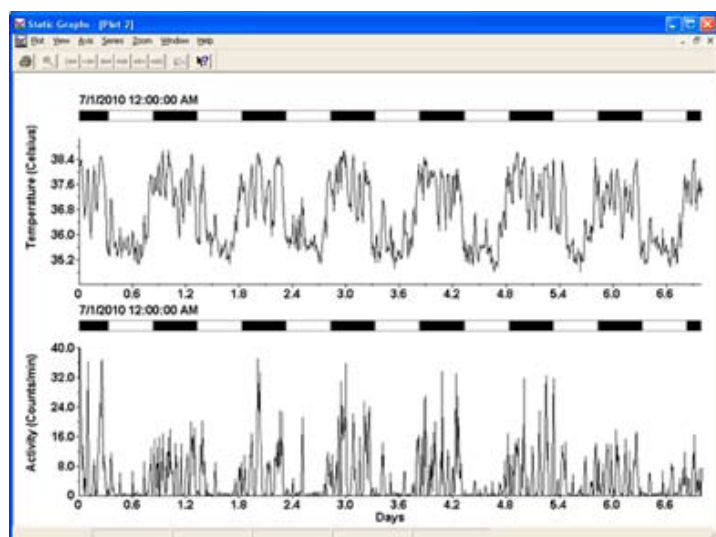 Static Graphs - [Plot 2]
Plot View Axis Series Zoom Window Help
7/1/2010 12:00:00 AM
Temperature (Celsius)
38.4
37.6
36.8
36.0
35.2
0 0.6 1.2 1.8 2.4 3.0 3.6 4.2 4.8 5.4 6.6
7/1/2010 12:00:00 AM
Activity (Counts/min)
40.0
32.0
24.0
16.0
8.0
0
0 0.6 1.2 1.8 2.4 3.0 3.6 4.2 4.8 5.4 6.6
Days